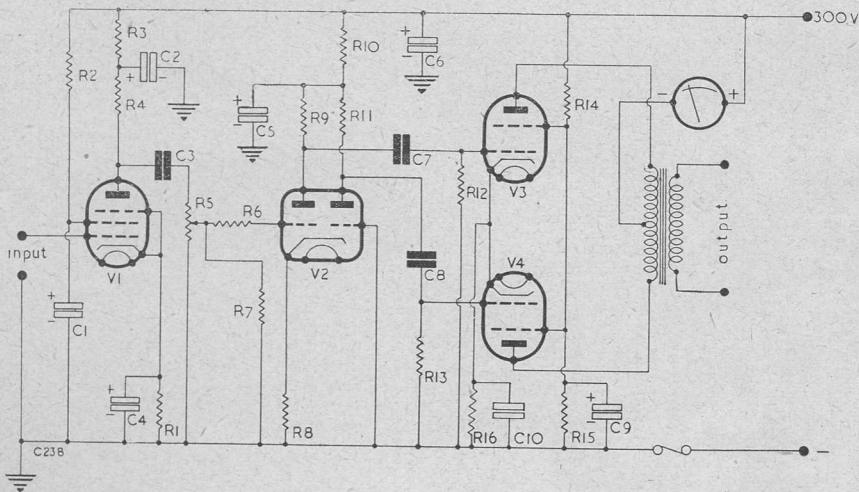 300.V
R3
C2
+
-
R2
R4
R10
C6
+
-
C5
+
-
R9
R11
R14
-
+
C3
C7
V3
R12
R5
R6
input
V1
V2
V4
C8
output
R7
+
-
C1
R13
+
-
C4
R1
R8
R16
C10
R15
+
-
C9
-
C238